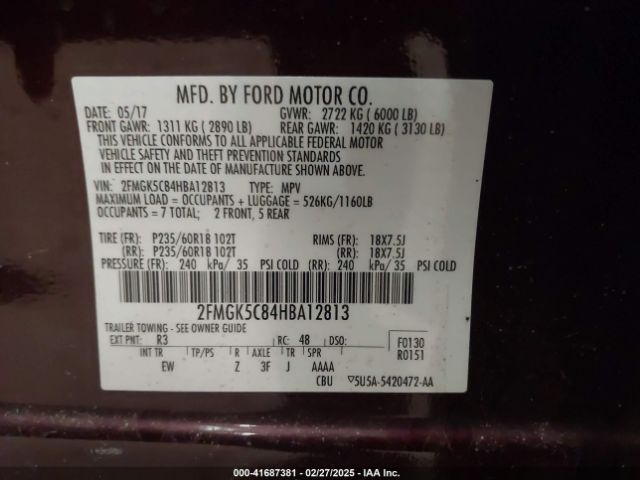 MFD. BY FORD MOTOR CO.
DATE: 05/17 GVWR: 2722 KG ( 6000 LB)
FRONT GAWR: 1311 KG ( 2890 LB) REAR GAWR: 1420 KG ( 3130 LB)
THIS VEHICLE CONFORMS TO ALL APPLICABLE FEDERAL MOTOR
VEHICLE SAFETY AND THEFT PREVENTION STANDARDS
IN EFFECT ON THE DATE OF MANUFACTURE SHOWN ABOVE.
VIN: 2FMGK5C84HBA12813 TYPE: MPV
MAXIMUM LOAD = OCCUPANTS + LUGGAGE = 526KG/1160LB
OCCUPANTS = 7 TOTAL; 2 FRONT, 5 REAR
TIRE (FR): P235/60R18 102T RIMS (FR): 18X7.5J
(RR): P235/60R18 102T (RR): 18X7.5J
PRESSURE (FR): 240 kPa/ 35 PSI COLD (RR): 240 kPa/ 35 PSI COLD
2FMGK5C84HBA12813
TRAILER TOWING - SEE OWNER GUIDE
EXT PNT: R3 RC: 48 DSO: F0130
INT TR TP/PS R AXLE TR SPR R0151
EW Z 3F J AAAA
CBU 5U5A-5420472-AA
000-41687381 - 02/27/2025 - IAA Inc.